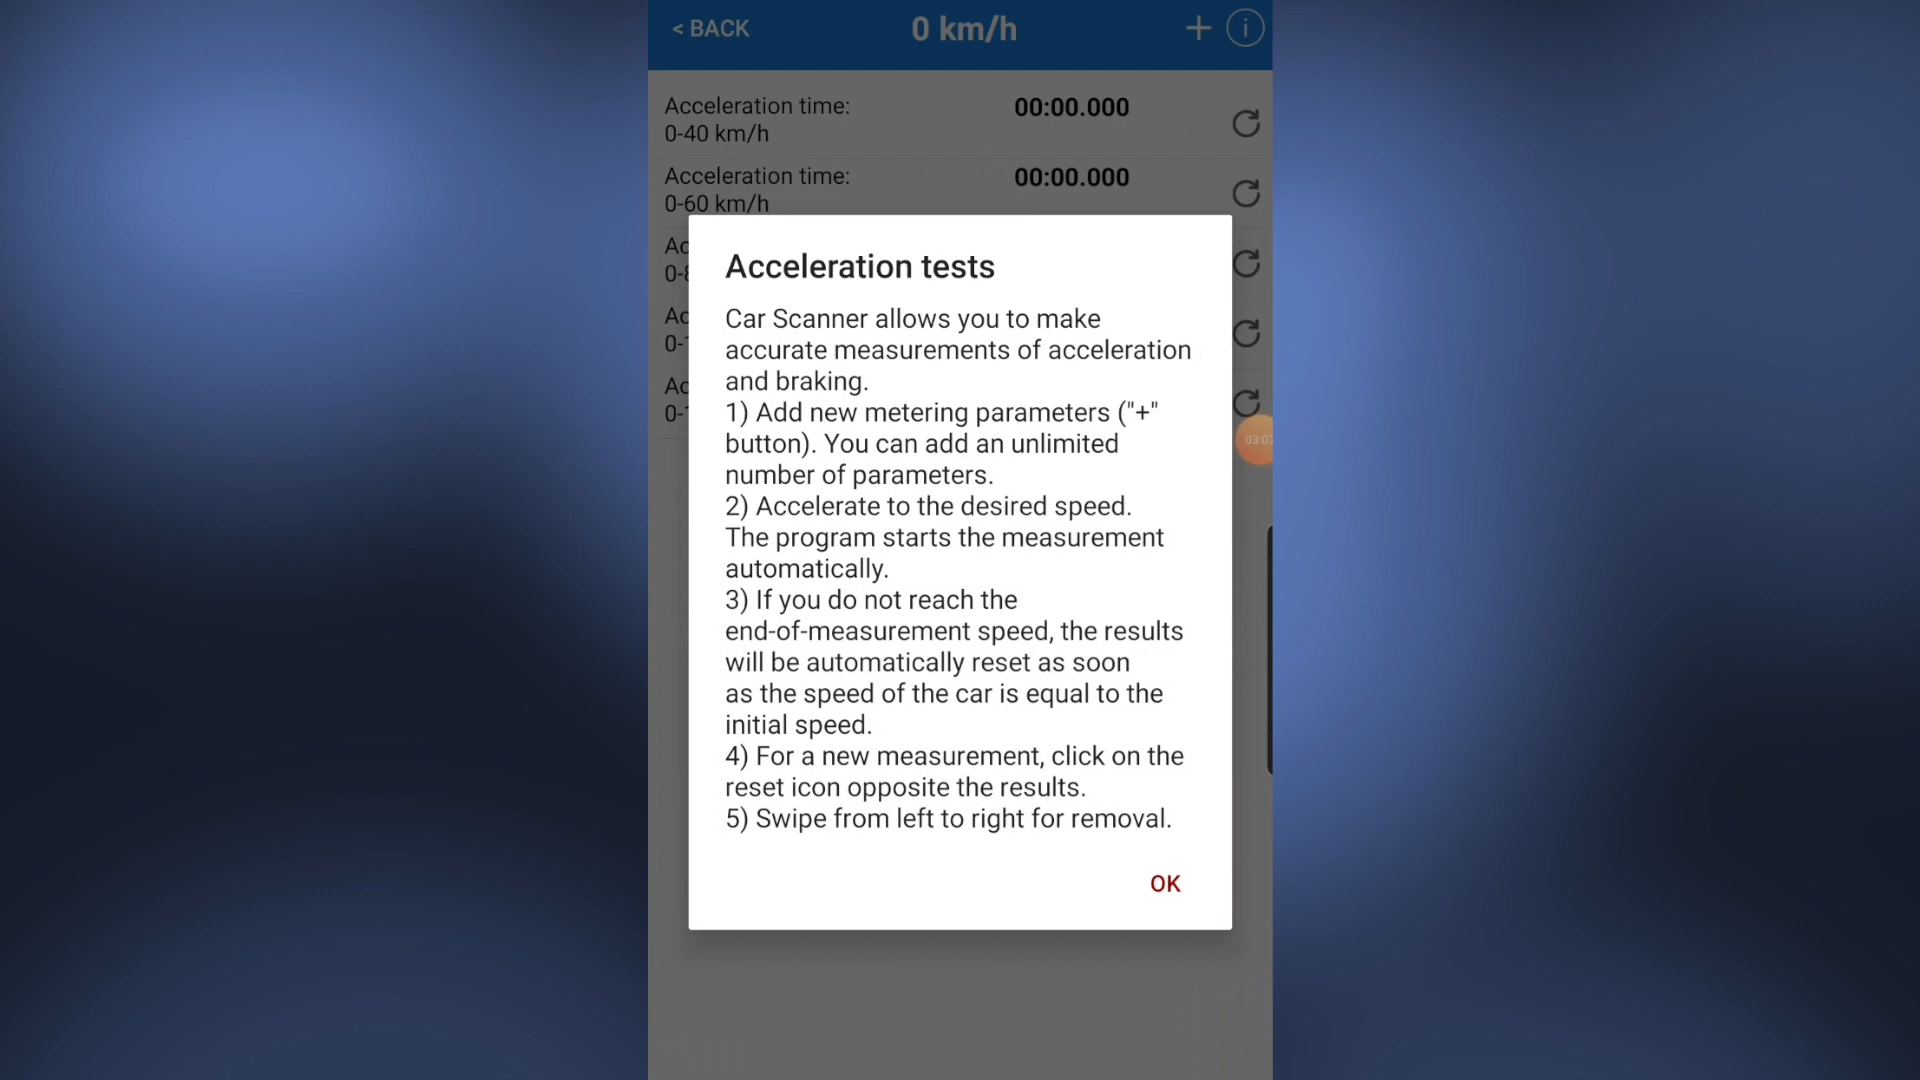 < BACK 0 km/h + i
Acceleration time: 00:00.000
0-40 km/h
Acceleration time: 00:00.000
0-60 km/h
Acceleration tests
Car Scanner allows you to make
accurate measurements of acceleration
and braking.
1) Add new metering parameters ("+"
button). You can add an unlimited
number of parameters.
2) Accelerate to the desired speed.
The program starts the measurement
automatically.
3) If you do not reach the
end-of-measurement speed, the results
will be automatically reset as soon
as the speed of the car is equal to the
initial speed.
4) For a new measurement, click on the
reset icon opposite the results.
5) Swipe from left to right for removal.
OK